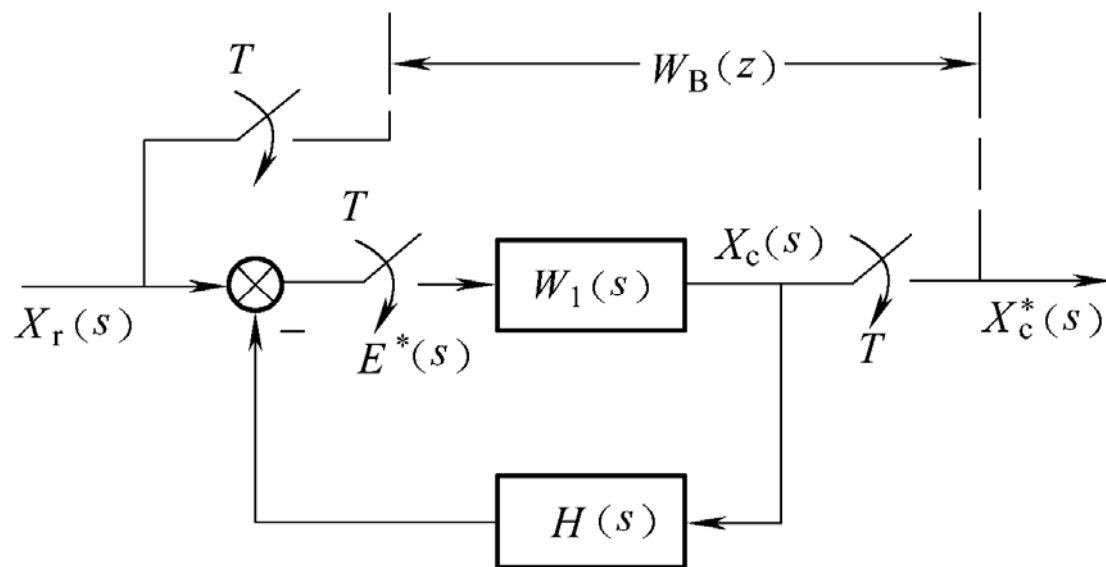 T
W_B(z)
T
X_c(s)
W_1(s)
X_r(s)
−
E*(s)
T
X_c*(s)
H(s)